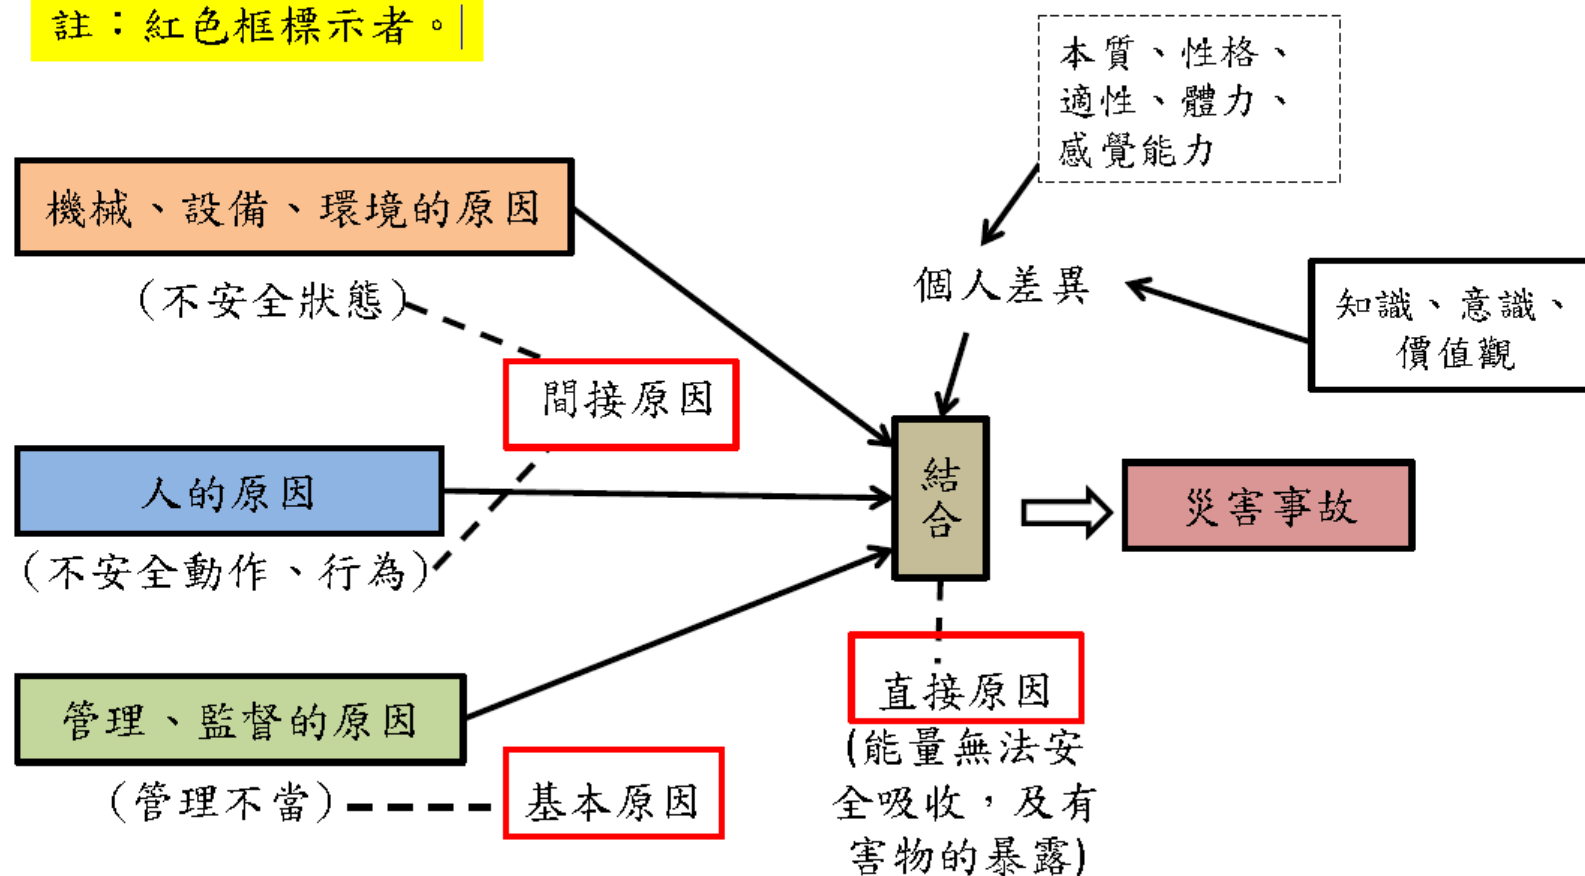 註：紅色框標示者。
本質、性格、
適性、體力、
感覺能力
機械、設備、環境的原因
(不安全狀態)
個人差異
知識、意識、
價值觀
間接原因
人的原因
(不安全動作、行為)
結
合
災害事故
管理、監督的原因
(管理不當)
基本原因
直接原因
(能量無法安
全吸收，及有
害物的暴露)